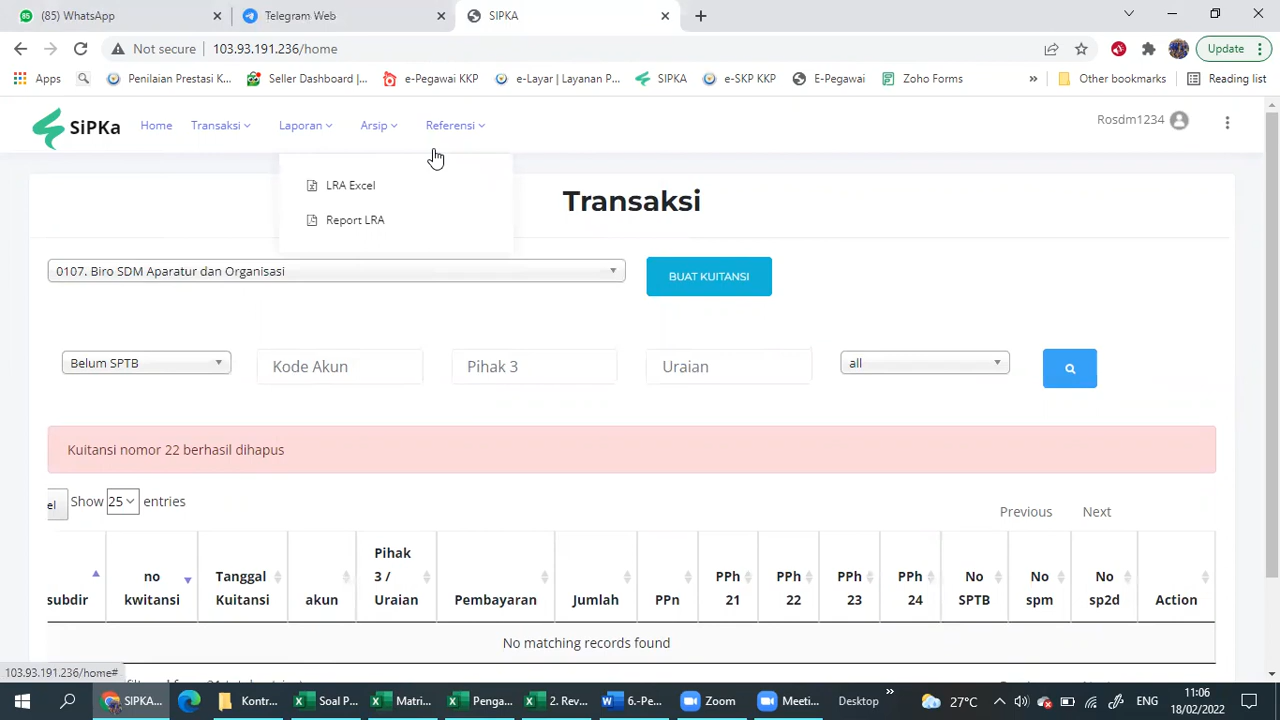 (85) WhatsApp
Telegram Web
SIPKA
Not secure
103.93.191.236/home
Update
Apps
Penilaian Prestasi K...
Seller Dashboard |...
e-Pegawai KKP
e-Layar | Layanan P...
SIPKA
e-SKP KKP
E-Pegawai
Zoho Forms
»
Other bookmarks
Reading list
SiPKa
Home
Transaksi
Laporan
Arsip
Referensi
Rosdm1234
LRA Excel
Report LRA
Transaksi
0107. Biro SDM Aparatur dan Organisasi
BUAT KUITANSI
Belum SPTB
Kode Akun
Pihak 3
Uraian
all
Kuitansi nomor 22 berhasil dihapus
el
Show 25 entries
Previous
Next
subdir
no
kwitansi
Tanggal
Kuitansi
akun
Pihak
3 /
Uraian
Pembayaran
Jumlah
PPn
PPh
21
PPh
22
PPh
23
PPh
24
No
SPTB
No
spm
No
sp2d
Action
No matching records found
103.93.191.236/home#
SIPKA...
Kontr...
Soal P...
Matri...
Penga...
2. Rev...
6.-Pe...
Zoom
Meeti...
Desktop
»
27°C
ENG
11:06
18/02/2022